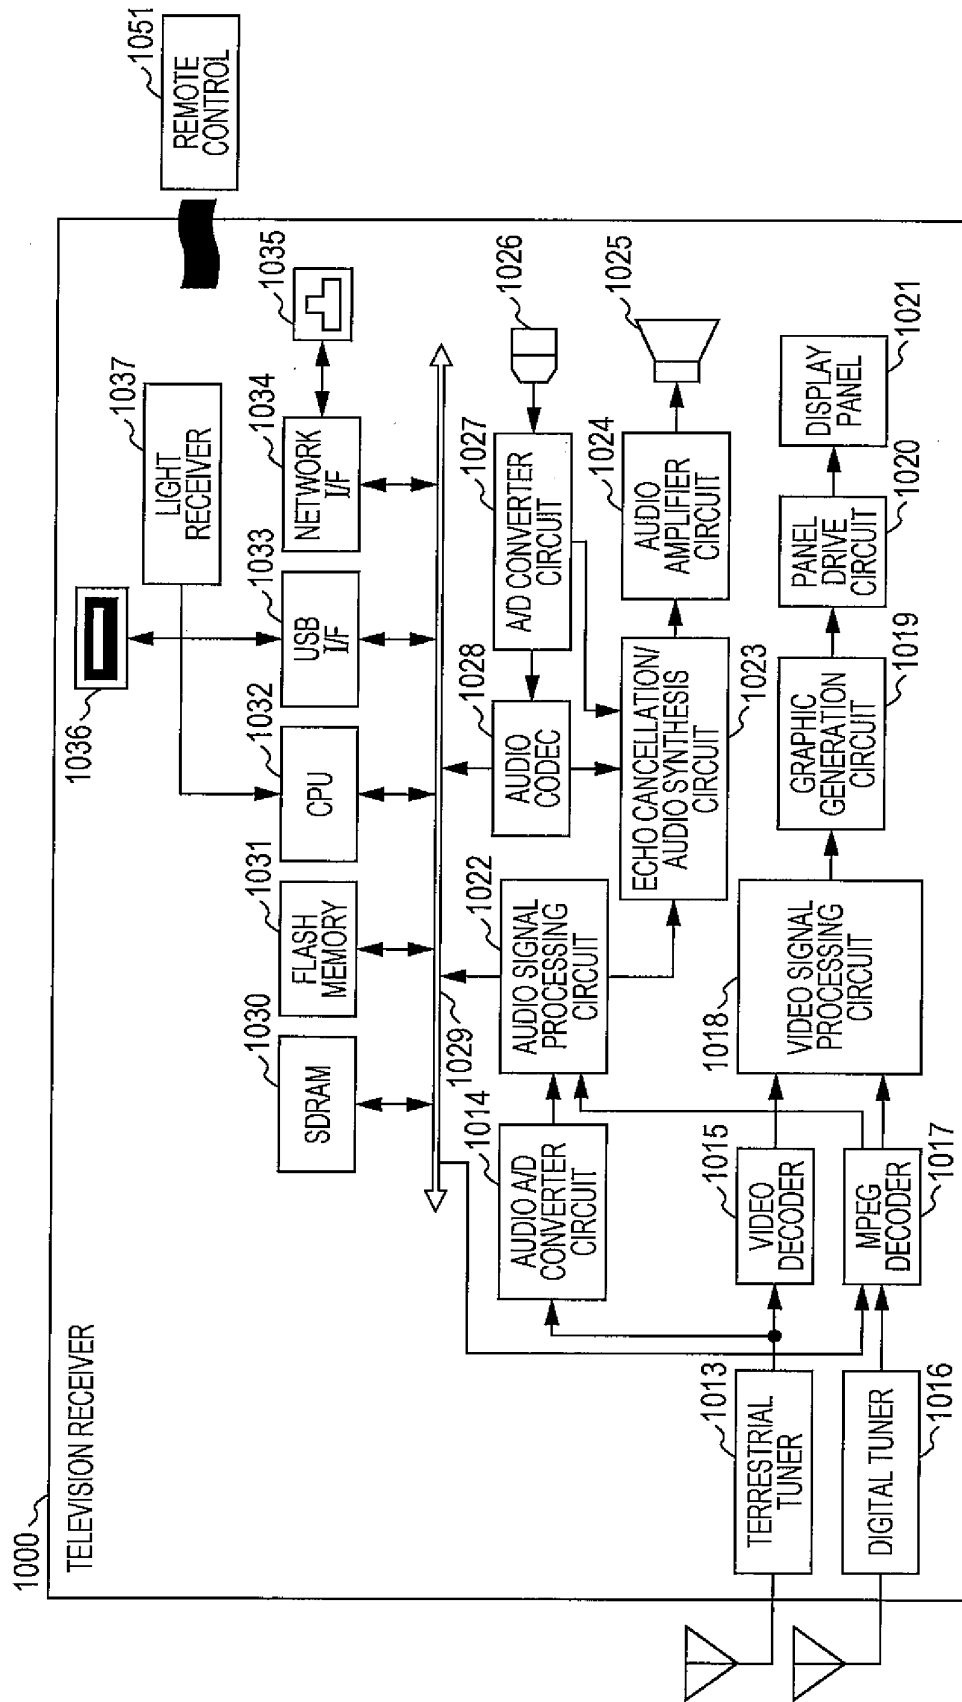 1000
TELEVISION RECEIVER
1051
REMOTE
CONTROL
1036
1037
LIGHT
RECEIVER
1030
SDRAM
1031
FLASH
MEMORY
1032
CPU
1033
USB
I/F
1034
NETWORK
I/F
1035
1029
1014
AUDIO A/D
CONVERTER
CIRCUIT
1022
AUDIO SIGNAL
PROCESSING
CIRCUIT
1028
AUDIO
CODEC
1027
A/D CONVERTER
CIRCUIT
1026
ECHO CANCELLATION/
AUDIO SYNTHESIS
CIRCUIT
1023
1024
AUDIO
AMPLIFIER
CIRCUIT
1025
1013
TERRESTRIAL
TUNER
1015
VIDEO
DECODER
1018
VIDEO SIGNAL
PROCESSING
CIRCUIT
GRAPHIC
GENERATION
CIRCUIT
1019
PANEL
DRIVE
CIRCUIT
1020
DISPLAY
PANEL
1021
DIGITAL TUNER
1016
MPEG
DECODER
1017